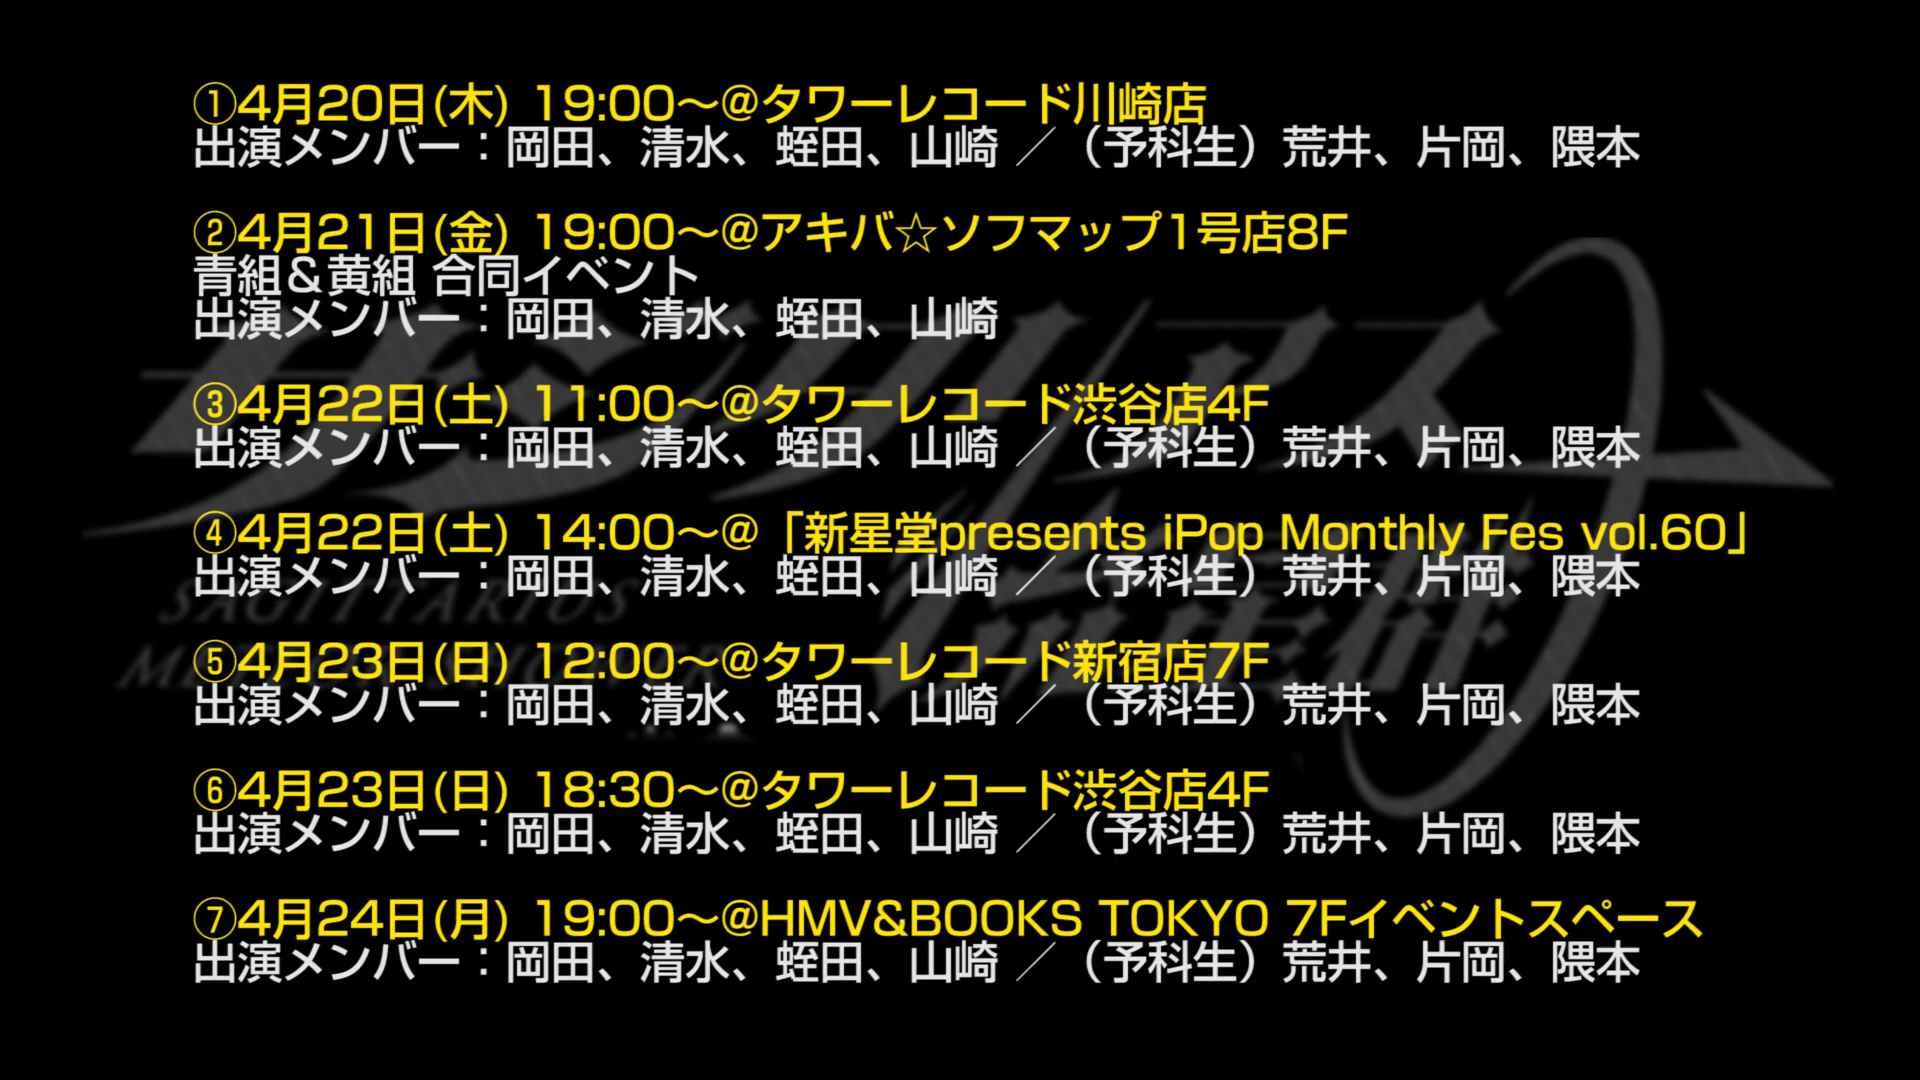 ①4月20日(木) 19:00～@タワーレコード川崎店
出演メンバー：岡田、清水、蛭田、山崎 ／（予科生）荒井、片岡、隈本
②4月21日(金) 19:00～@アキバ☆ソフマップ1号店8F
青組＆黄組 合同イベント
出演メンバー：岡田、清水、蛭田、山崎
③4月22日(土) 11:00～@タワーレコード渋谷店4F
出演メンバー：岡田、清水、蛭田、山崎 ／（予科生）荒井、片岡、隈本
④4月22日(土) 14:00～@「新星堂presents iPop Monthly Fes vol.60」
出演メンバー：岡田、清水、蛭田、山崎 ／（予科生）荒井、片岡、隈本
⑤4月23日(日) 12:00～@タワーレコード新宿店7F
出演メンバー：岡田、清水、蛭田、山崎 ／（予科生）荒井、片岡、隈本
⑥4月23日(日) 18:30～@タワーレコード渋谷店4F
出演メンバー：岡田、清水、蛭田、山崎 ／（予科生）荒井、片岡、隈本
⑦4月24日(月) 19:00～@HMV&BOOKS TOKYO 7Fイベントスペース
出演メンバー：岡田、清水、蛭田、山崎 ／（予科生）荒井、片岡、隈本
SAGITTARIUS